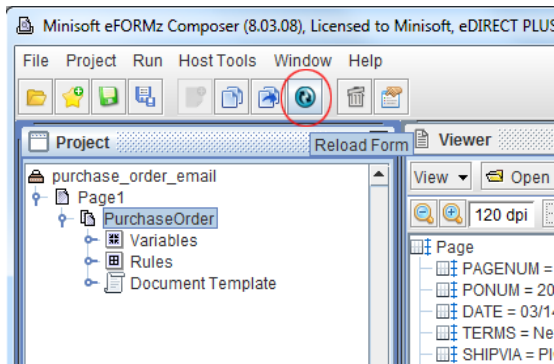 Minisoft eFORMz Composer (8.03.08), Licensed to Minisoft, eDIRECT PLUS
File Project Run Host Tools Window Help
Project
Reload Form
Viewer
purchase_order_email
Page1
PurchaseOrder
Variables
Rules
Document Template
View Open
120 dpi
Page
PAGENUM =
PONUM = 20
DATE = 03/14
TERMS = Ne
SHIPVIA = Pl